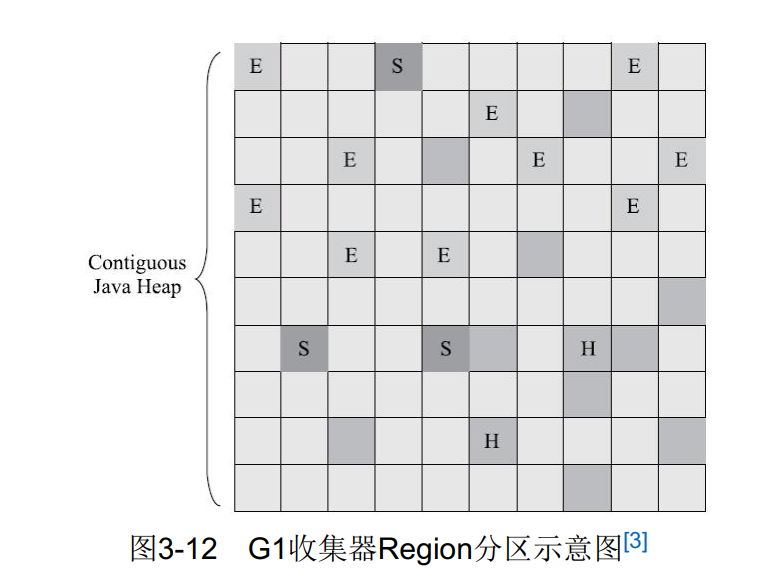 E S E
E
E E E
E E
Contiguous
Java Heap
E E
S S H
H
图3-12 G1收集器Region分区示意图[3]